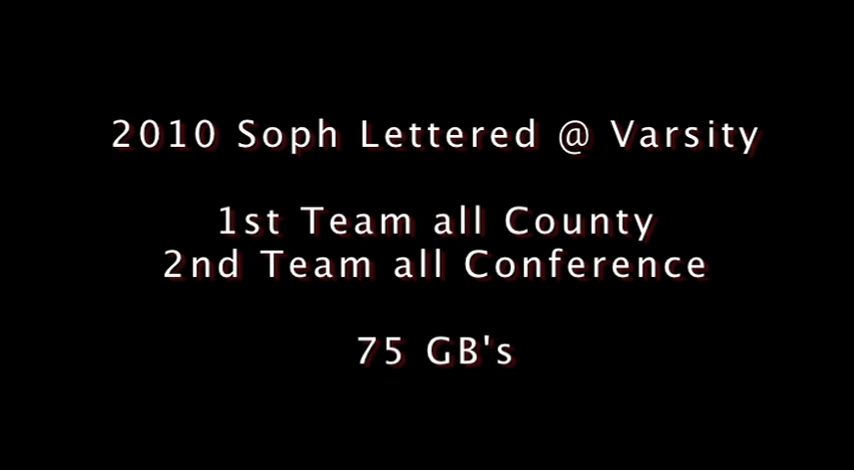 2010 Soph Lettered @ Varsity
1st Team all County
2nd Team all Conference
75 GB's